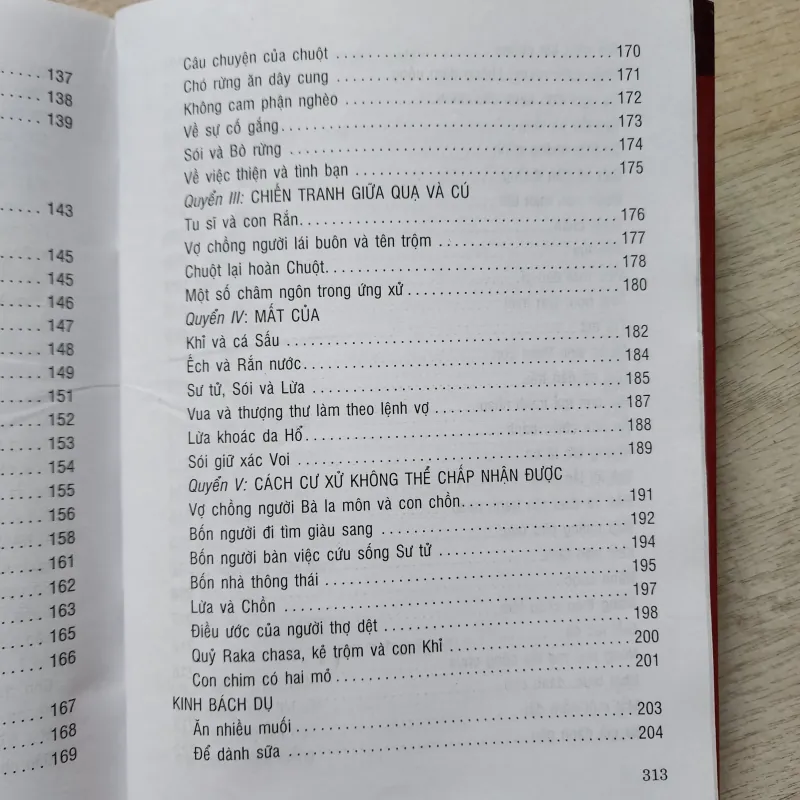 137
138
139
143
145
145
146
147
148
149
151
152
153
154
155
156
158
161
162
163
165
166
167
168
169
Câu chuyện của chuột 170
Chó rừng ăn dây cung 171
Không cam phận nghèo 172
Về sự cố gắng 173
Sói và Bò rừng 174
Về việc thiện và tình bạn 175
Quyển III: CHIẾN TRANH GIỮA QUẠ VÀ CÚ
Tu sĩ và con Rắn 176
Vợ chồng người lái buôn và tên trộm 177
Chuột lại hoàn Chuột 178
Một số châm ngôn trong ứng xử 180
Quyển IV: MẤT CỦA
Khỉ và cá Sấu 182
Ếch và Rắn nước 184
Sư tử, Sói và Lừa 185
Vua và thượng thư làm theo lệnh vợ 187
Lừa khoác da Hổ 188
Sói giữ xác Voi 189
Quyển V: CÁCH CƯ XỬ KHÔNG THỂ CHẤP NHẬN ĐƯỢC
Vợ chồng người Bà la môn và con chồn 191
Bốn người đi tìm giàu sang 192
Bốn người bàn việc cứu sống Sư tử 194
Bốn nhà thông thái 195
Lừa và Chồn 197
Điều ước của người thợ dệt 198
Quỷ Raka chasa, kẻ trộm và con Khỉ 200
Con chim có hai mỏ 201
KINH BÁCH DỤ
Ăn nhiều muối 203
Để dành sữa 204
313